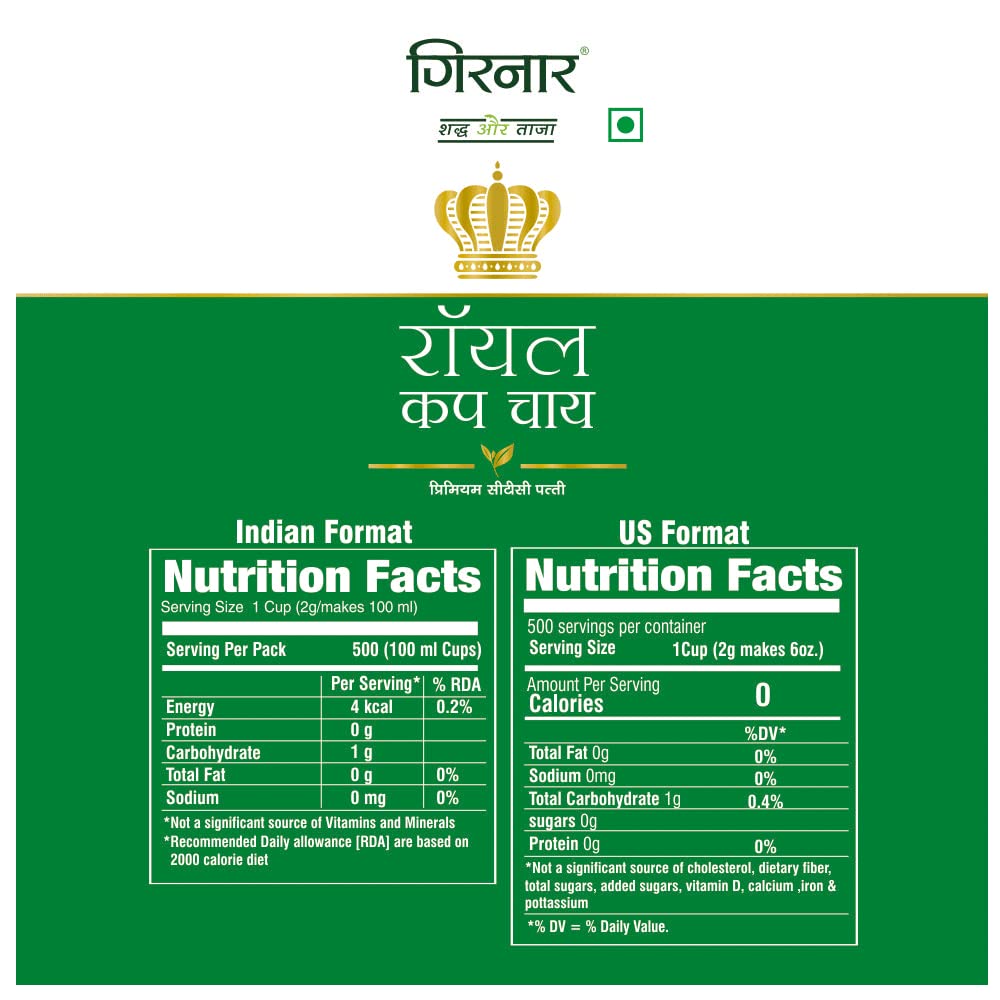 गिरनार®
शुद्ध और ताजा
रॉयल
कप चाय
प्रिमियम सीटीसी पत्ती
Indian Format
Nutrition Facts
Serving Size 1 Cup (2g/makes 100 ml)
Serving Per Pack 500 (100 ml Cups)
Per Serving* % RDA
Energy 4 kcal 0.2%
Protein 0 g
Carbohydrate 1 g
Total Fat 0 g 0%
Sodium 0 mg 0%
*Not a significant source of Vitamins and Minerals
*Recommended Daily allowance [RDA] are based on
2000 calorie diet
US Format
Nutrition Facts
500 servings per container
Serving Size 1Cup (2g makes 6oz.)
Amount Per Serving
Calories 0
%DV*
Total Fat 0g 0%
Sodium 0mg 0%
Total Carbohydrate 1g 0.4%
sugars 0g
Protein 0g 0%
*Not a significant source of cholesterol, dietary fiber,
total sugars, added sugars, vitamin D, calcium ,iron &
pottassium
*% DV = % Daily Value.